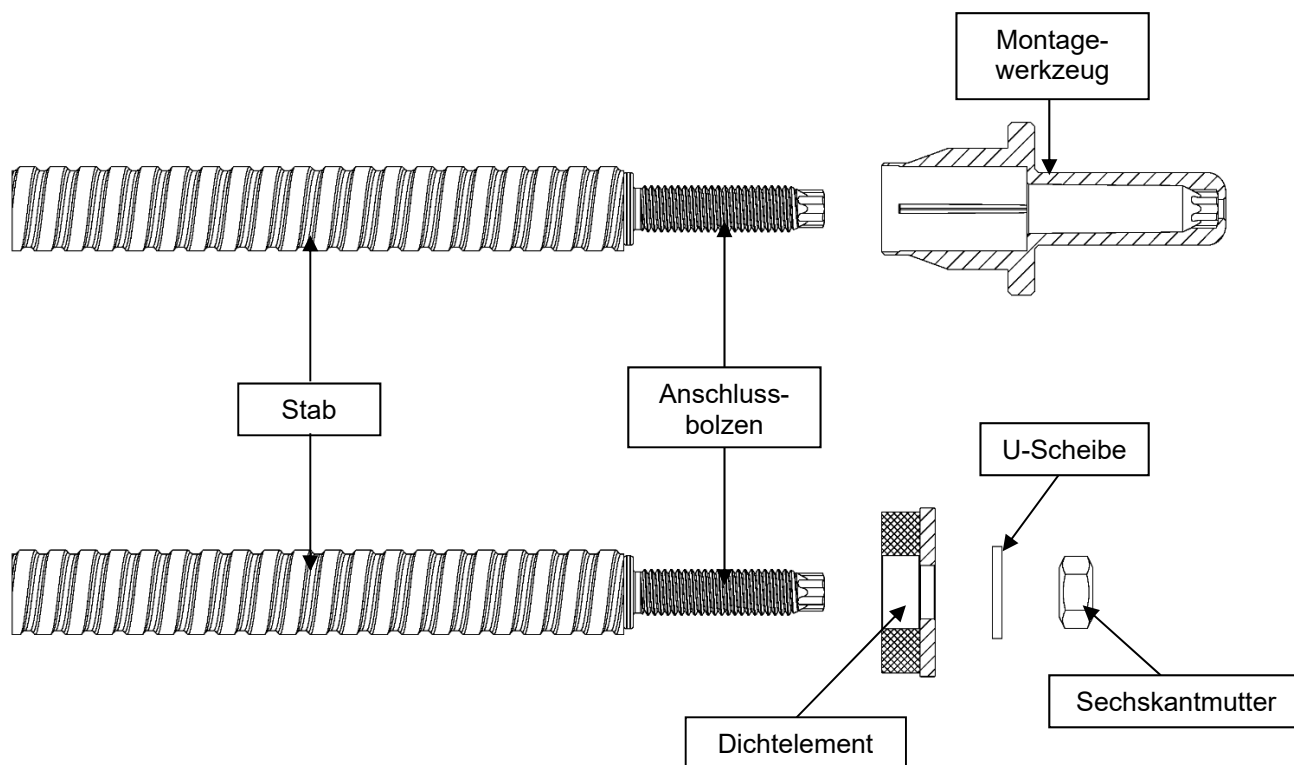 Montage-
werkzeug
Stab
Anschluss-
bolzen
U-Scheibe
Sechskantmutter
Dichtelement